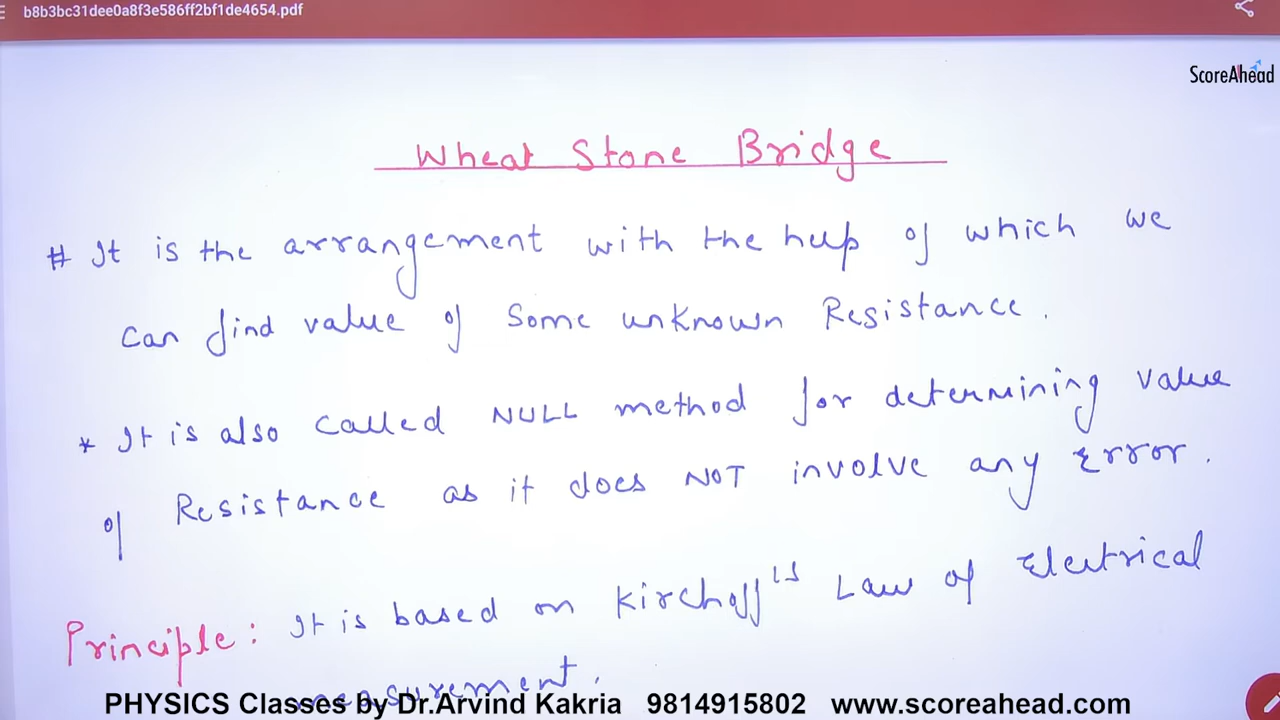 b8b3bc31dee0a8f3e586ff2bf1de4654.pdf
ScoreAhead
Wheat Stone Bridge
# It is the arrangement with the help of which we
can find value of some unknown Resistance.
* It is also called NULL method for determining value
of Resistance as it does NOT involve any Error.
Principle: It is based on Kirchoff's Law of Electrical
measurement.
PHYSICS Classes by Dr.Arvind Kakria 9814915802 www.scoreahead.com